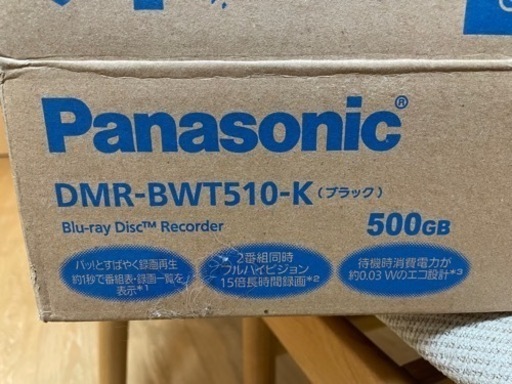 Panasonic®
DMR-BWT510-K（ブラック）
Blu-ray Disc™ Recorder
500GB
パッ!とすばやく録画再生
約1秒で番組表・録画一覧を
表示*1
2番組同時
フルハイビジョン
15倍長時間録画*2
待機時消費電力が
約0.03 Wのエコ設計*3